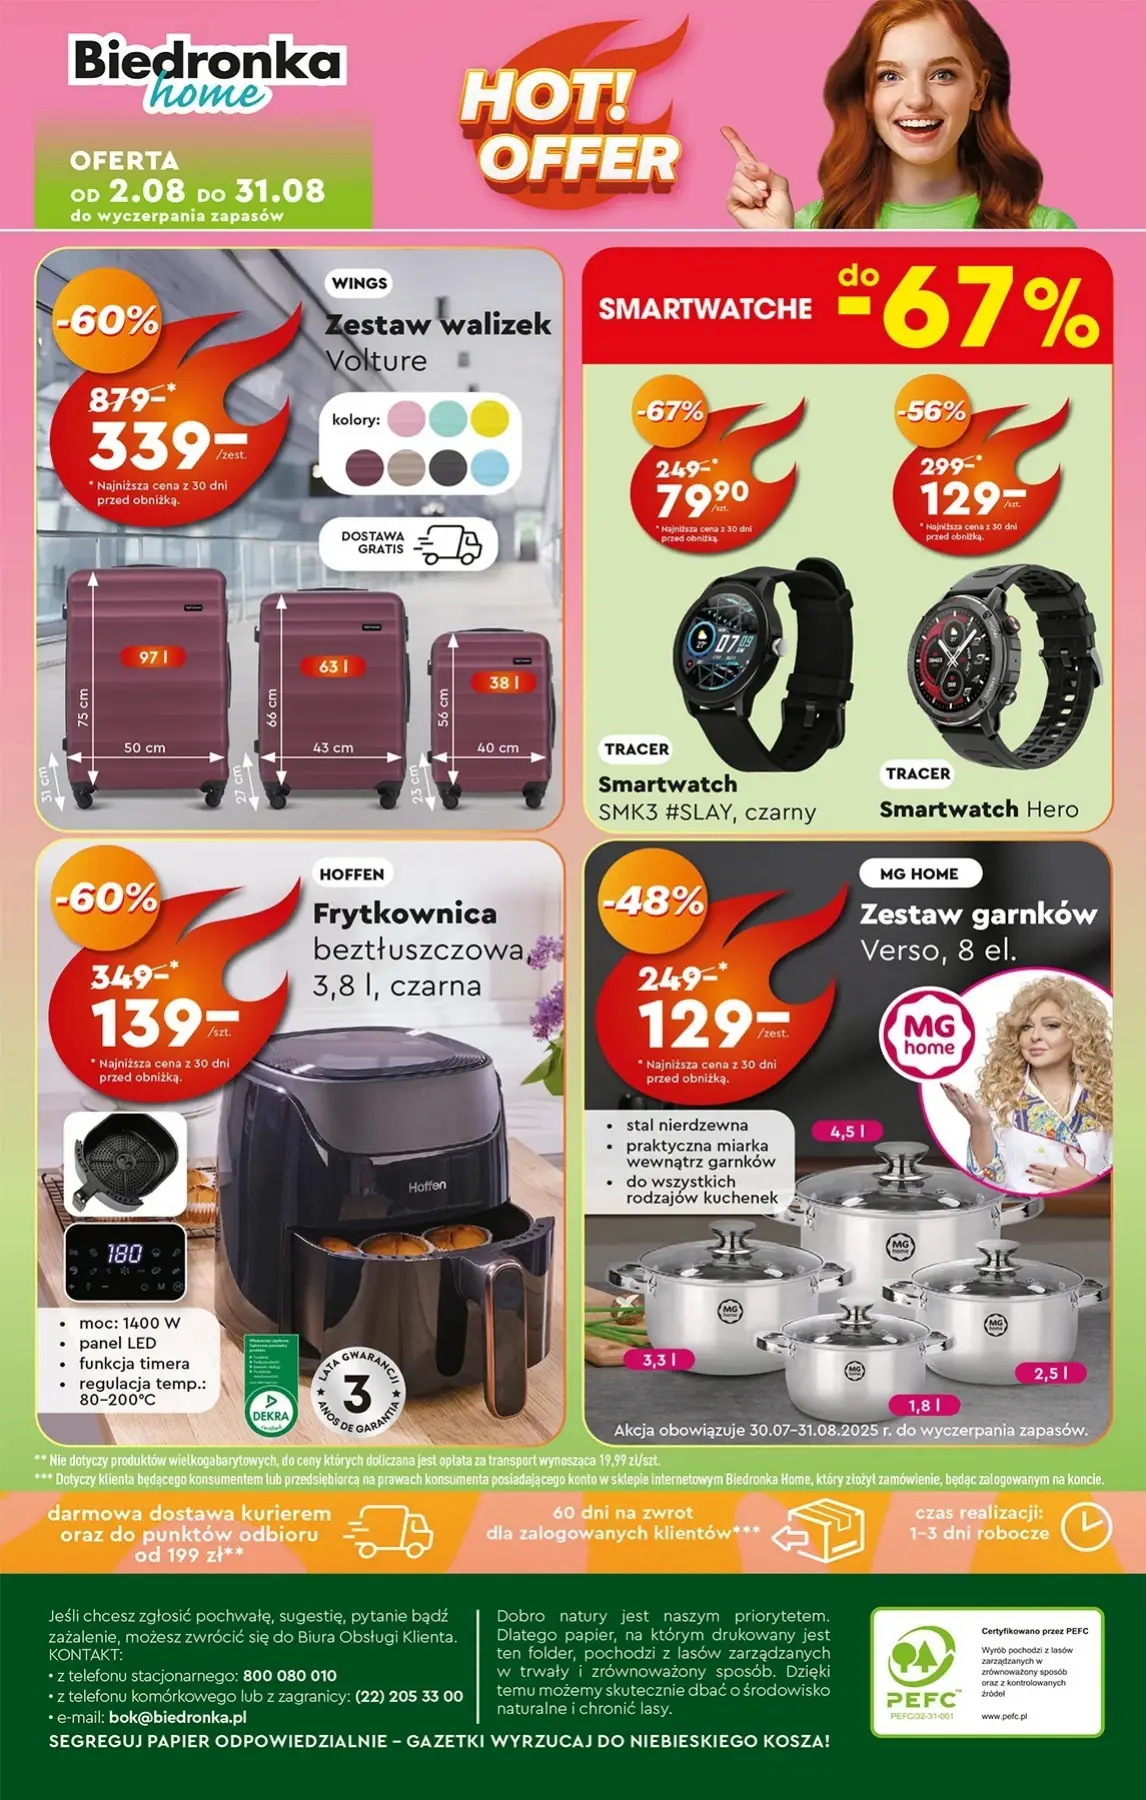 Biedronka
home
OFERTA
OD 2.08 DO 31.08
do wyczerpania zapasów
HOT!
OFFER
-60%
879-*
339-
/zest.
* Najniższa cena z 30 dni
przed obniżką.
WINGS
Zestaw walizek
Volture
kolory:
DOSTAWA
GRATIS
97 l
63 l
38 l
75 cm
66 cm
56 cm
50 cm
43 cm
40 cm
31 cm
27 cm
23 cm
SMARTWATCHE
do
-67%
-67%
249-*
79 90
/szt.
* Najniższa cena z 30 dni
przed obniżką.
-56%
299-*
129-
/szt.
* Najniższa cena z 30 dni
przed obniżką.
TRACER
Smartwatch
SMK3 #SLAY, czarny
TRACER
Smartwatch Hero
-60%
349-*
139-
/szt.
* Najniższa cena z 30 dni
przed obniżką.
HOFFEN
Frytkownica
beztłuszczowa,
3,8 l, czarna
Hoffen
180
• moc: 1400 W
• panel LED
• funkcja timera
• regulacja temp.:
80–200°C
DEKRA
LATA GWARANCJI
3
AÑOS DE GARANTÍA
-48%
249-*
129-
/zest.
* Najniższa cena z 30 dni
przed obniżką.
MG HOME
Zestaw garnków
Verso, 8 el.
MG
home
• stal nierdzewna
• praktyczna miarka
wewnątrz garnków
• do wszystkich
rodzajów kuchenek
4,5 l
MG
home
MG
home
MG
home
3,3 l
2,5 l
1,8 l
Akcja obowiązuje 30.07–31.08.2025 r. do wyczerpania zapasów.
** Nie dotyczy produktów wielkogabarytowych, do ceny których doliczana jest opłata za transport wynosząca 19,99 zł/szt.
*** Dotyczy klienta będącego konsumentem lub przedsiębiorcą na prawach konsumenta posiadającego konto w sklepie internetowym Biedronka Home, który złożył zamówienie, będąc zalogowanym na koncie.
darmowa dostawa kurierem
oraz do punktów odbioru
od 199 zł**
60 dni na zwrot
dla zalogowanych klientów***
czas realizacji:
1–3 dni robocze
Jeśli chcesz zgłosić pochwałę, sugestię, pytanie bądź
zażalenie, możesz zwrócić się do Biura Obsługi Klienta.
KONTAKT:
• z telefonu stacjonarnego: 800 080 010
• z telefonu komórkowego lub z zagranicy: (22) 205 33 00
• e-mail: bok@biedronka.pl
Dobro natury jest naszym priorytetem.
Dlatego papier, na którym drukowany jest
ten folder, pochodzi z lasów zarządzanych
w trwały i zrównoważony sposób. Dzięki
temu możemy skutecznie dbać o środowisko
naturalne i chronić lasy.
SEGREGUJ PAPIER ODPOWIEDZIALNIE – GAZETKI WYRZUCAJ DO NIEBIESKIEGO KOSZA!
PEFC™
PEFC/32-31-001
Certyfikowano przez PEFC
Wyrób pochodzi z lasów
zarządzanych w
zrównoważony sposób
oraz z kontrolowanych
źródeł
www.pefc.pl